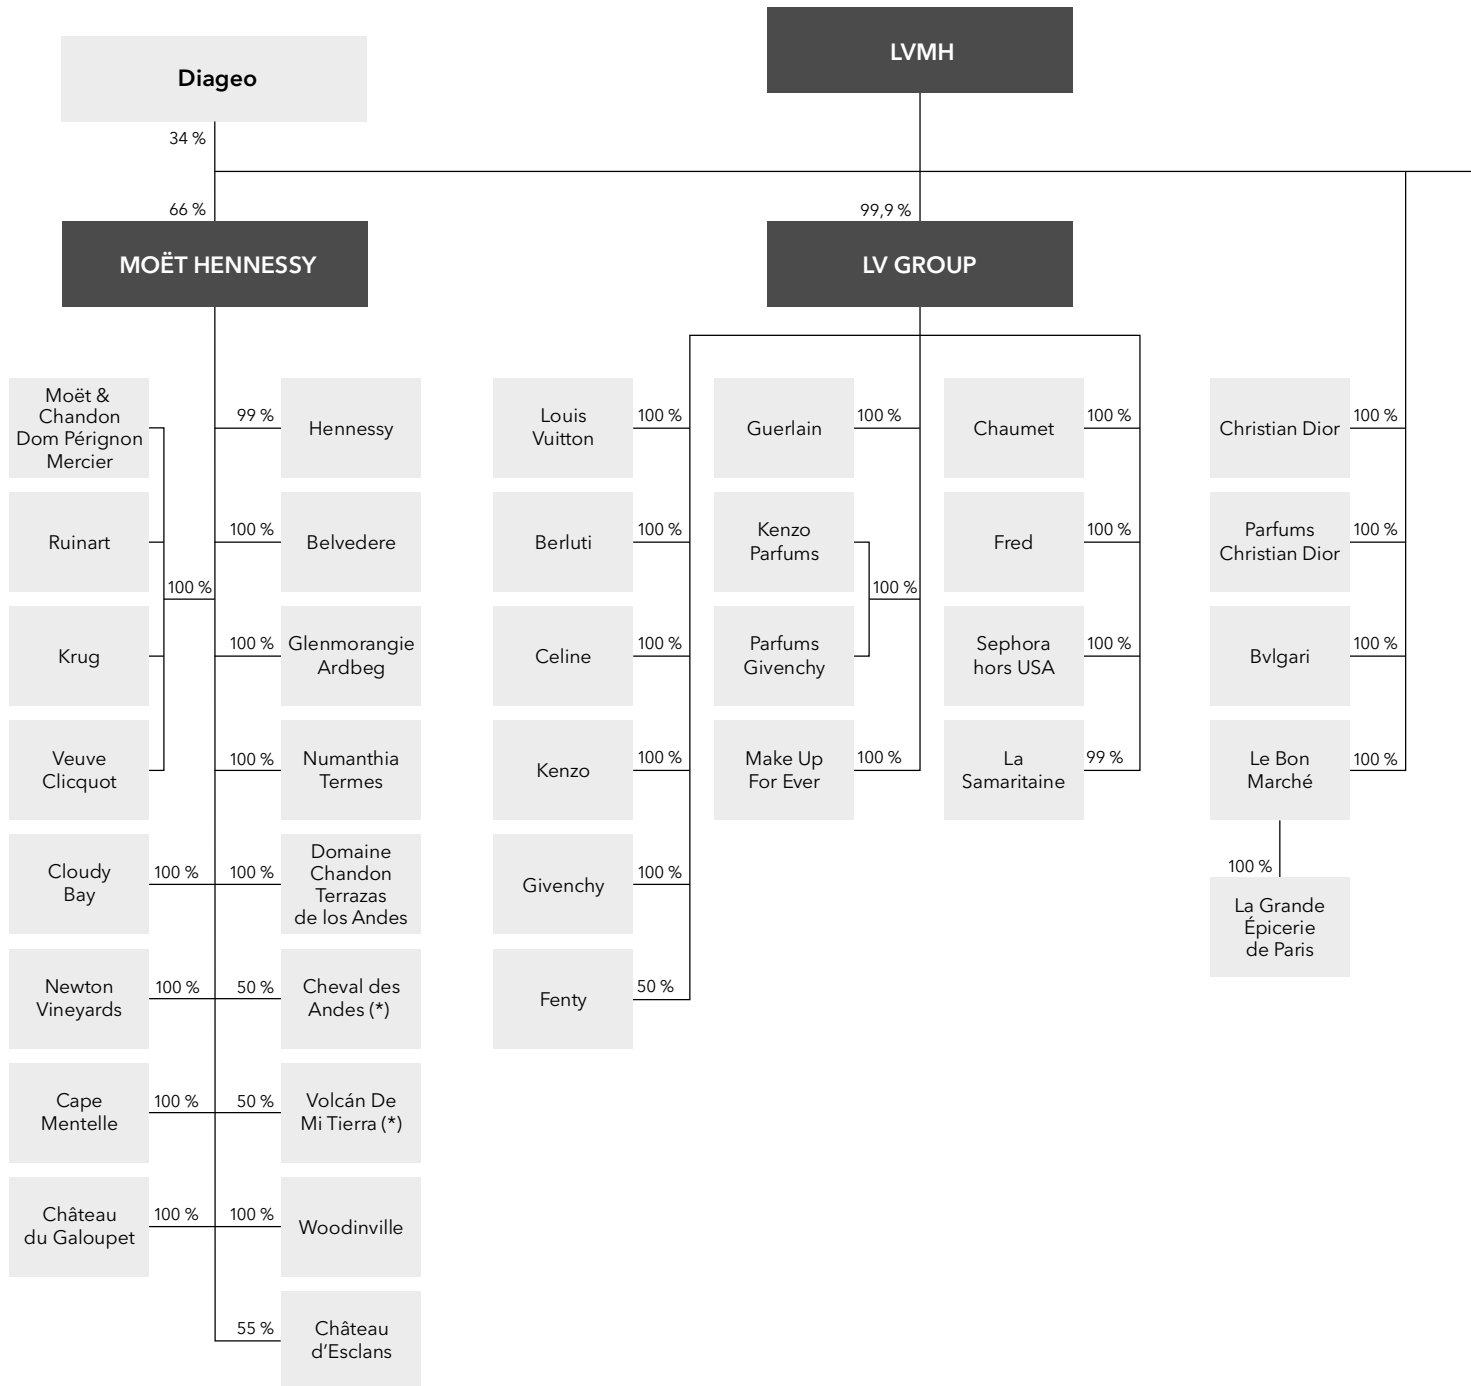 LVMH
Diageo
34 %
66 %
99,9 %
MOËT HENNESSY
LV GROUP
Moët &
Chandon
Dom Pérignon
Mercier
99 %
Hennessy
Louis
Vuitton
100 %
Guerlain
100 %
Chaumet
100 %
Christian Dior
100 %
Ruinart
100 %
Belvedere
Berluti
100 %
Kenzo
Parfums
Fred
100 %
Parfums
Christian Dior
100 %
100 %
100 %
Krug
100 %
Glenmorangie
Ardbeg
Celine
100 %
Parfums
Givenchy
Sephora
hors USA
100 %
Bvlgari
100 %
Veuve
Clicquot
100 %
Numanthia
Termes
Kenzo
100 %
Make Up
For Ever
100 %
La
Samaritaine
99 %
Le Bon
Marché
100 %
Cloudy
Bay
100 %
100 %
Domaine
Chandon
Terrazas
de los Andes
Givenchy
100 %
100 %
La Grande
Épicerie
de Paris
Newton
Vineyards
100 %
50 %
Cheval des
Andes (*)
Fenty
50 %
Cape
Mentelle
100 %
50 %
Volcán De
Mi Tierra (*)
Château
du Galoupet
100 %
100 %
Woodinville
55 %
Château
d’Esclans